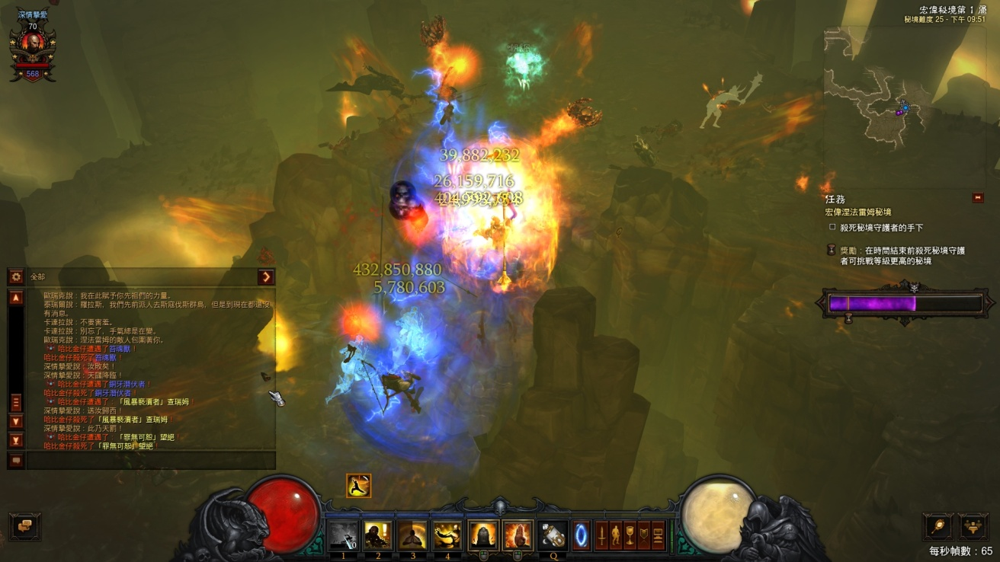 深情摯愛
70
568
宏偉秘境第 1 層
秘境難度 25 - 下午 09:51
39,882,232
26,159,716
432,850,880
5,780,603
任務
宏偉涅法雷姆秘境
殺死秘境守護者的手下
獎勵：在時間結束前殺死秘境守護
者可挑戰等級更高的秘境
全部
歐瑞克說：我在此賦予你先祖們的力量。
泰瑞爾說：羅拉斯，我們先前派人去斯寇伐斯群島，但是到現在都還沒
有消息。
卡達拉說：不要害羞。
卡達拉說：別忘了，手氣總是在變。
歐瑞克說：涅法雷姆的敵人包圍著你。
哈比金仔遭遇了笞魂獸！
哈比金仔殺死了笞魂獸！
深情摯愛說：汝敗矣！
深情摯愛說：天譴降臨！
哈比金仔遭遇了鋼牙潛伏者！
哈比金仔殺死了鋼牙潛伏者！
哈比金仔遭遇了：「風暴褻瀆者」查瑞姆！
深情摯愛說：送汝歸西！
哈比金仔殺死了「風暴褻瀆者」查瑞姆！
深情摯愛說：此乃天罰！
哈比金仔遭遇了：「罪無可恕」望絕！
哈比金仔殺死了「罪無可恕」望絕！
1 2 3 4 Q
每秒幀數：65